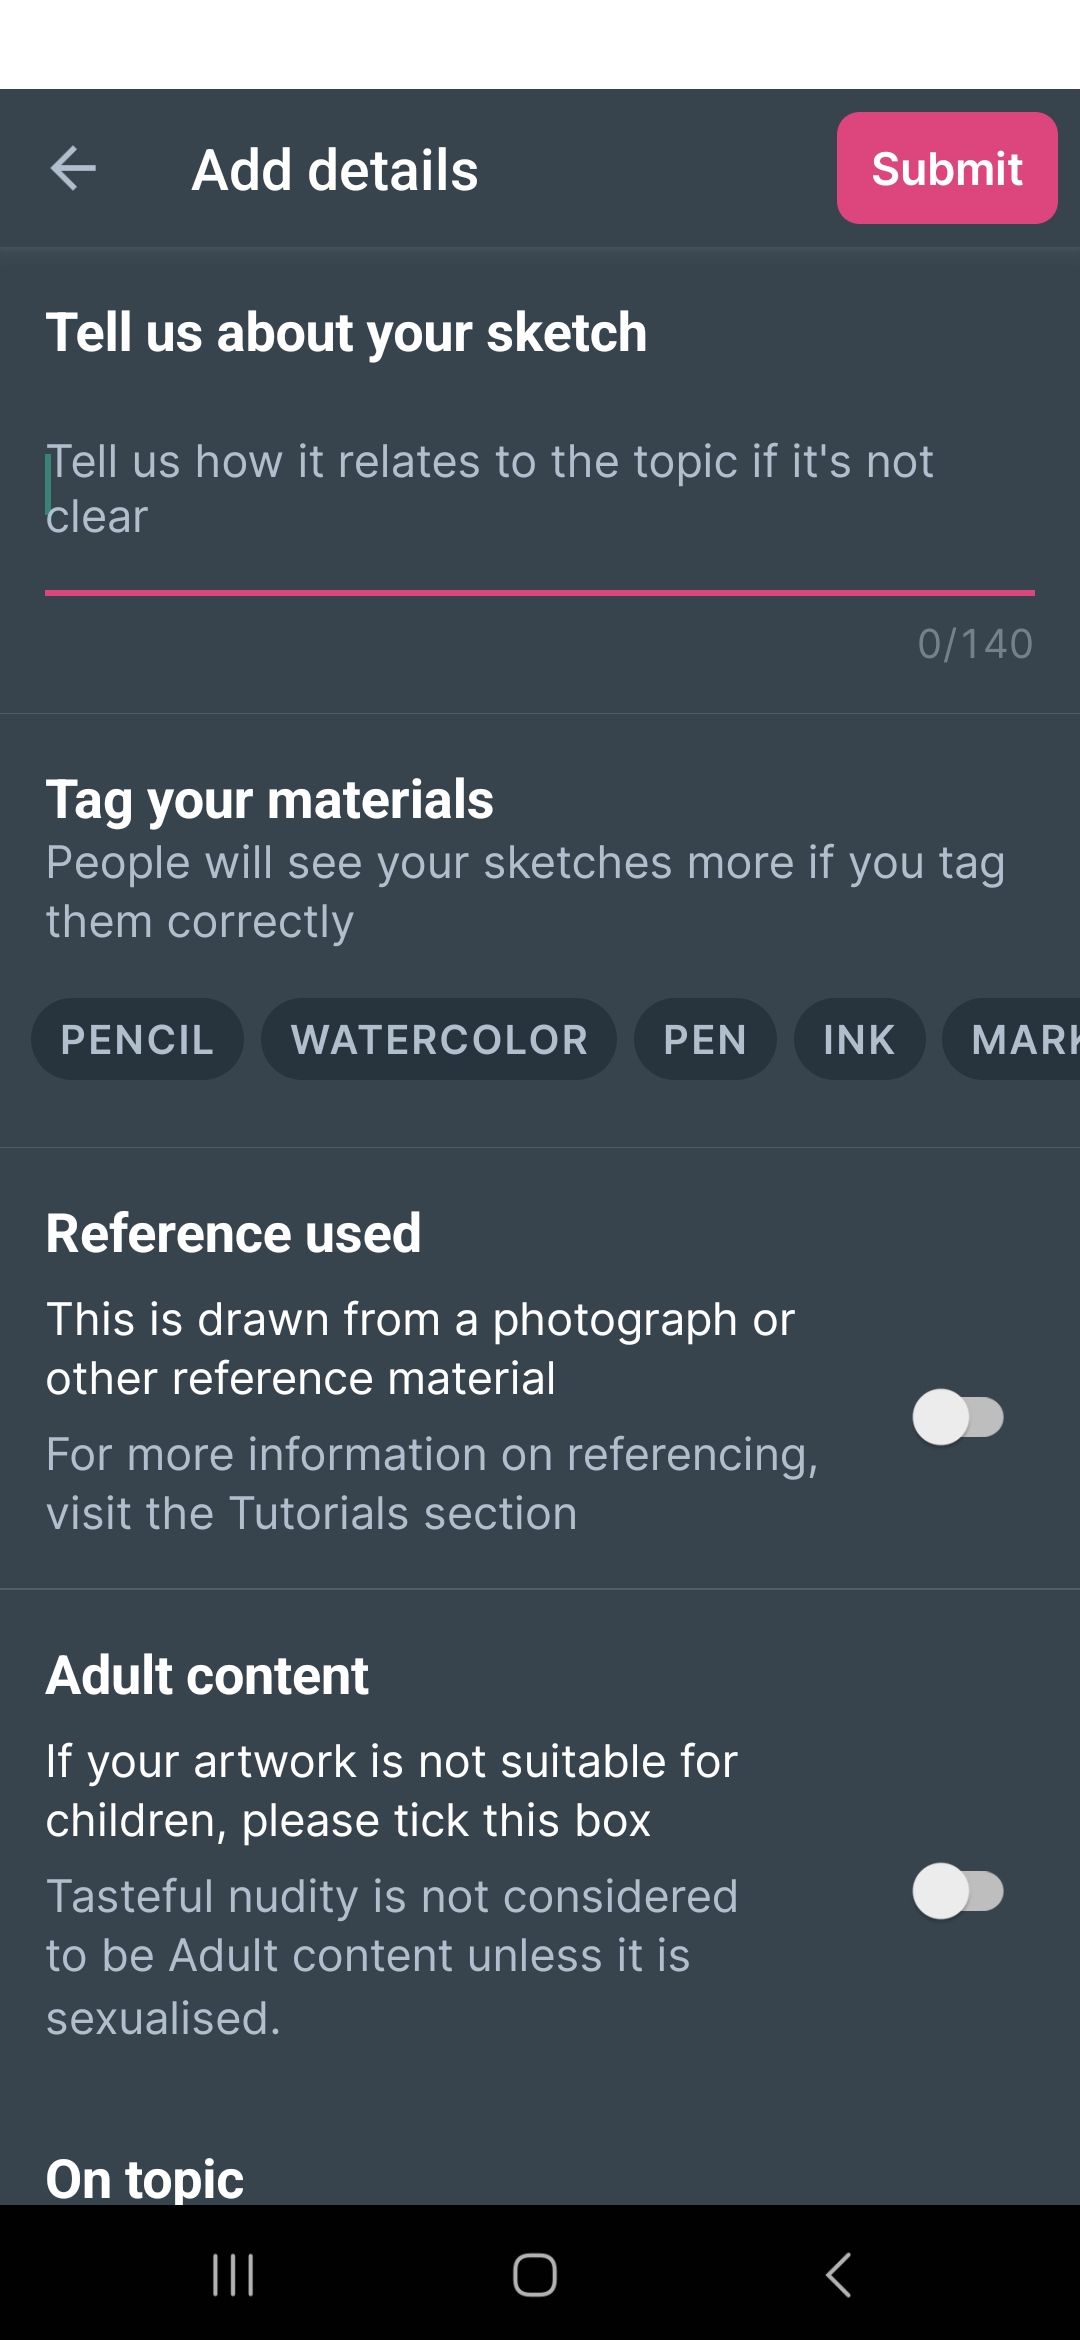 Add details
Submit
Tell us about your sketch
Tell us how it relates to the topic if it's not
clear
0/140
Tag your materials
People will see your sketches more if you tag
them correctly
PENCIL WATERCOLOR PEN INK MARK
Reference used
This is drawn from a photograph or
other reference material
For more information on referencing,
visit the Tutorials section
Adult content
If your artwork is not suitable for
children, please tick this box
Tasteful nudity is not considered
to be Adult content unless it is
sexualised.
On topic